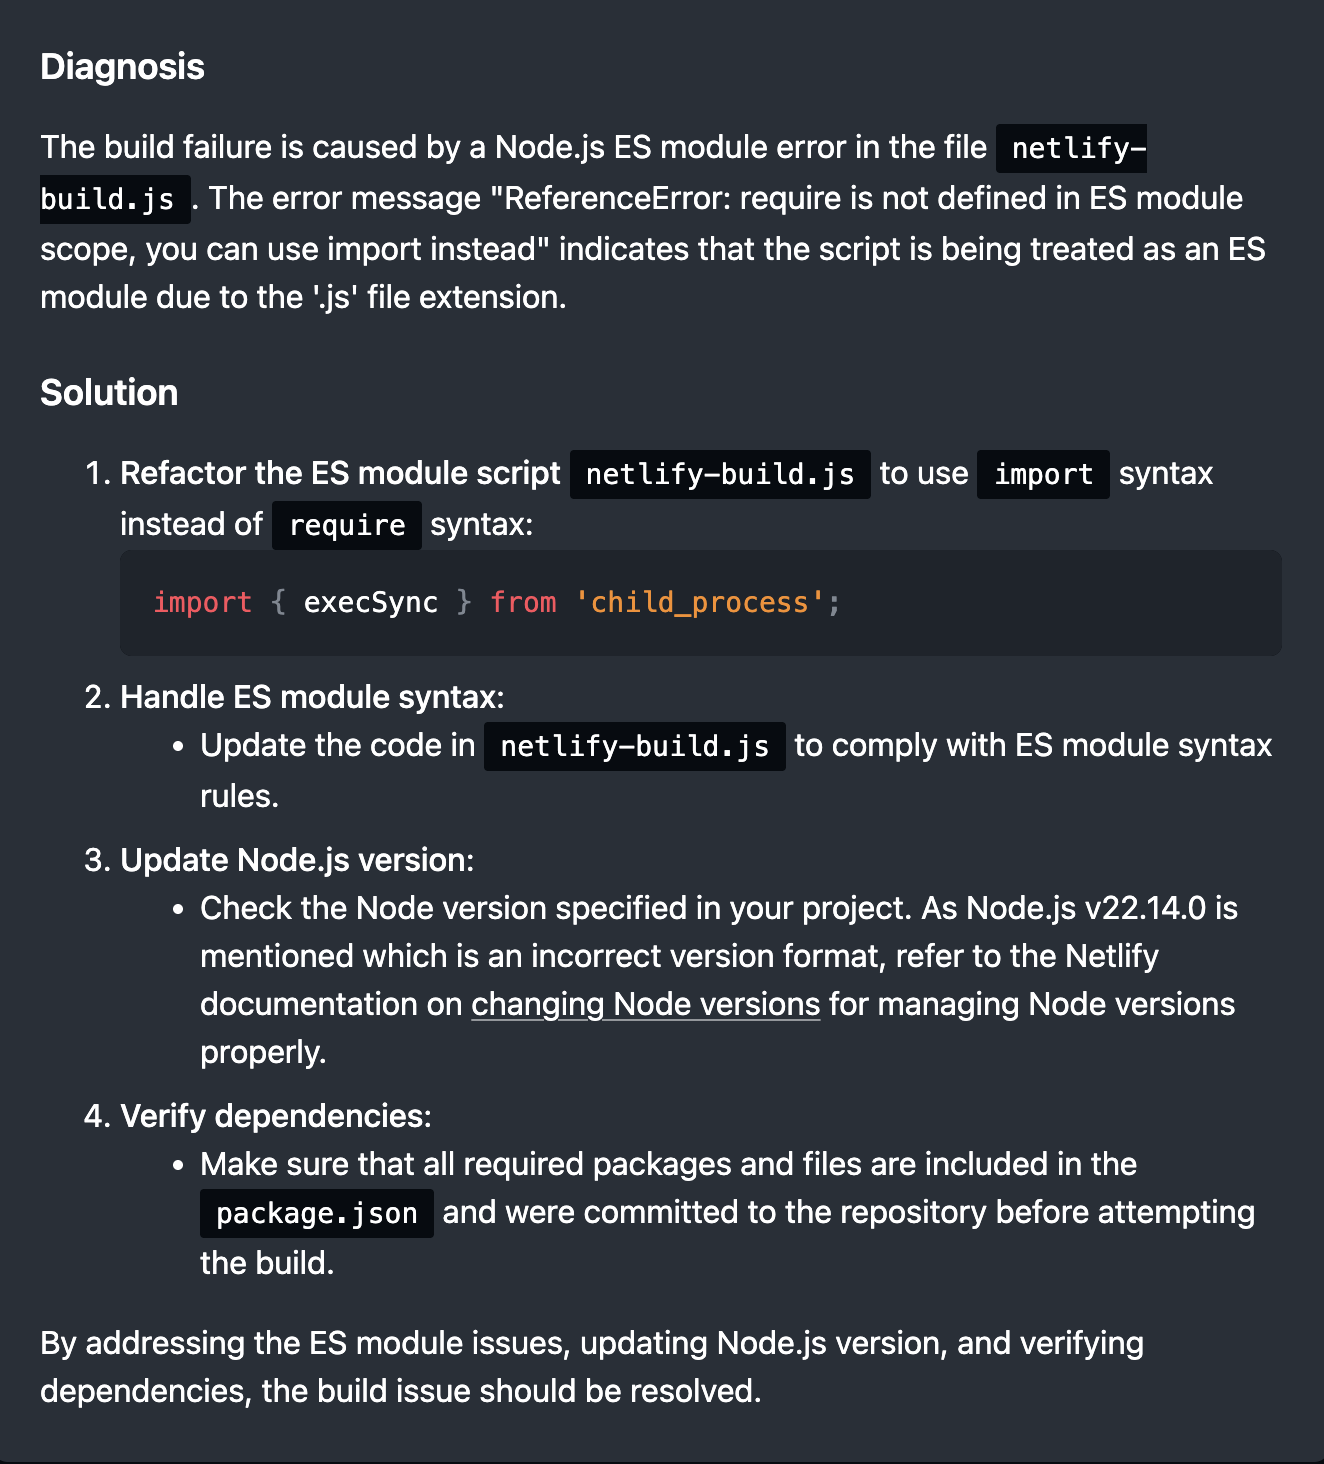 Diagnosis
The build failure is caused by a Node.js ES module error in the file netlify-
build.js. The error message "ReferenceError: require is not defined in ES module
scope, you can use import instead" indicates that the script is being treated as an ES
module due to the '.js' file extension.
Solution
1. Refactor the ES module script netlify-build.js to use import syntax
instead of require syntax:
import { execSync } from 'child_process';
2. Handle ES module syntax:
• Update the code in netlify-build.js to comply with ES module syntax
rules.
3. Update Node.js version:
• Check the Node version specified in your project. As Node.js v22.14.0 is
mentioned which is an incorrect version format, refer to the Netlify
documentation on changing Node versions for managing Node versions
properly.
4. Verify dependencies:
• Make sure that all required packages and files are included in the
package.json and were committed to the repository before attempting
the build.
By addressing the ES module issues, updating Node.js version, and verifying
dependencies, the build issue should be resolved.